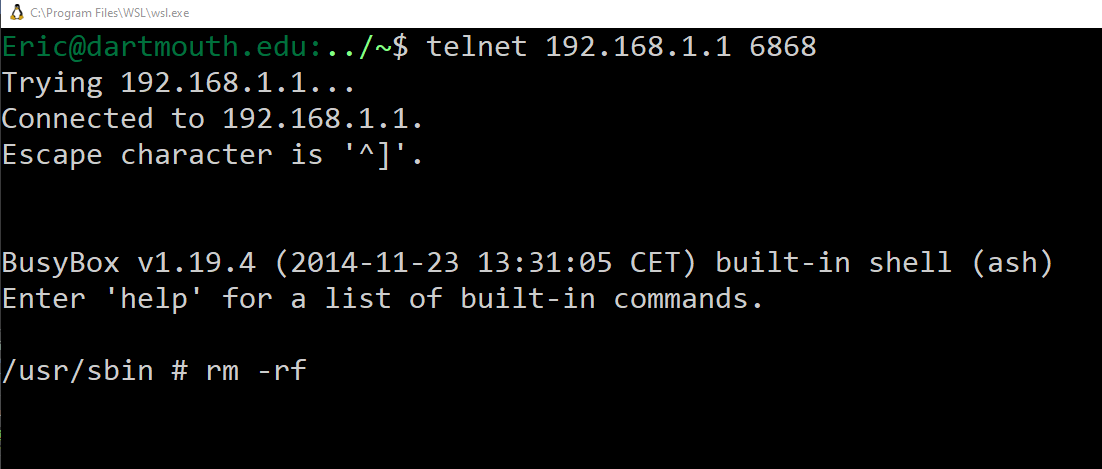 C:\Program Files\WSL\wsl.exe
Eric@dartmouth.edu:../~$ telnet 192.168.1.1 6868
Trying 192.168.1.1...
Connected to 192.168.1.1.
Escape character is '^]'.
BusyBox v1.19.4 (2014-11-23 13:31:05 CET) built-in shell (ash)
Enter 'help' for a list of built-in commands.
/usr/sbin # rm -rf